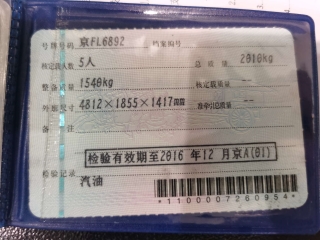 号牌号码 京FL6892 档案编号
核定载人数 5人 总质量 2010kg
整备质量 1540kg 核定载质量 --
外廓尺寸 4812×1855×1417mm 准牵引总质量 --
备注
检验有效期至2016年12月京A(01)
检验记录
汽油
*1100007260954*